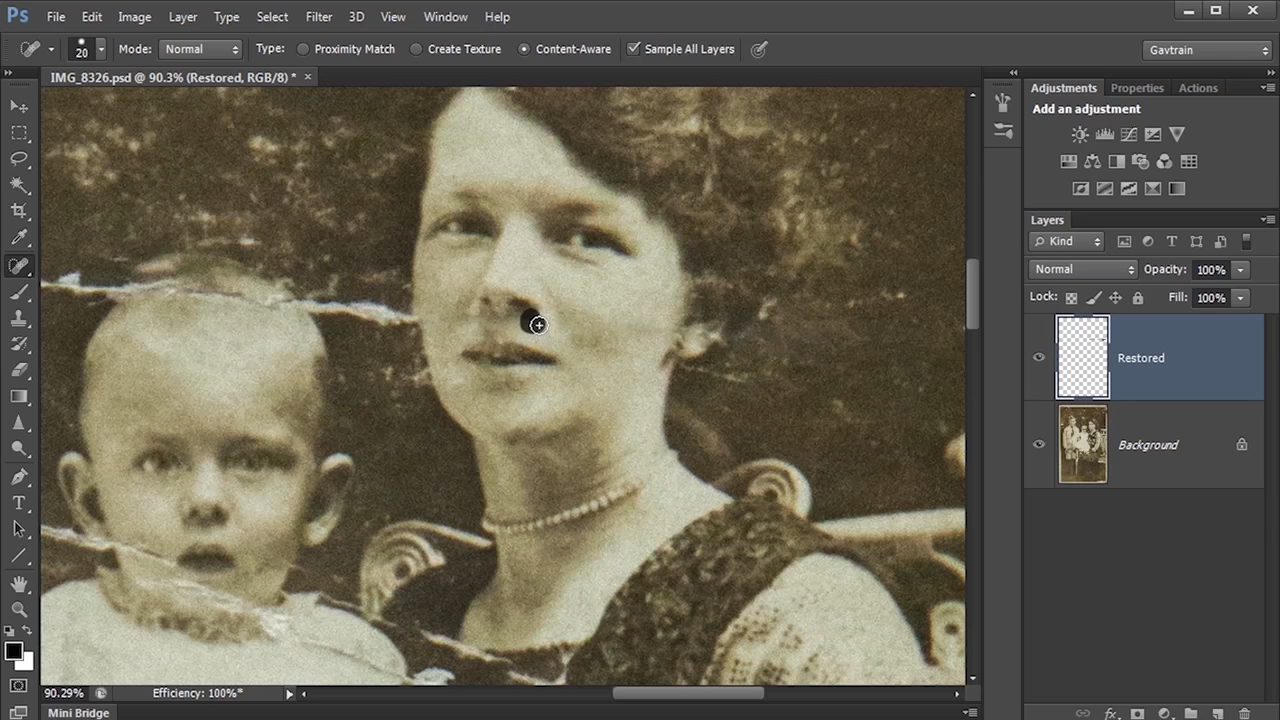 Ps File Edit Image Layer Type Select Filter 3D View Window Help
20 Mode: Normal Type: Proximity Match Create Texture Content-Aware Sample All Layers Gavtrain
IMG_8326.psd @ 90.3% (Restored, RGB/8) * ×
Adjustments Properties Actions
Add an adjustment
Layers
Kind
Normal Opacity: 100%
Lock: Fill: 100%
Restored
Background
90.29% Efficiency: 100%*
Mini Bridge